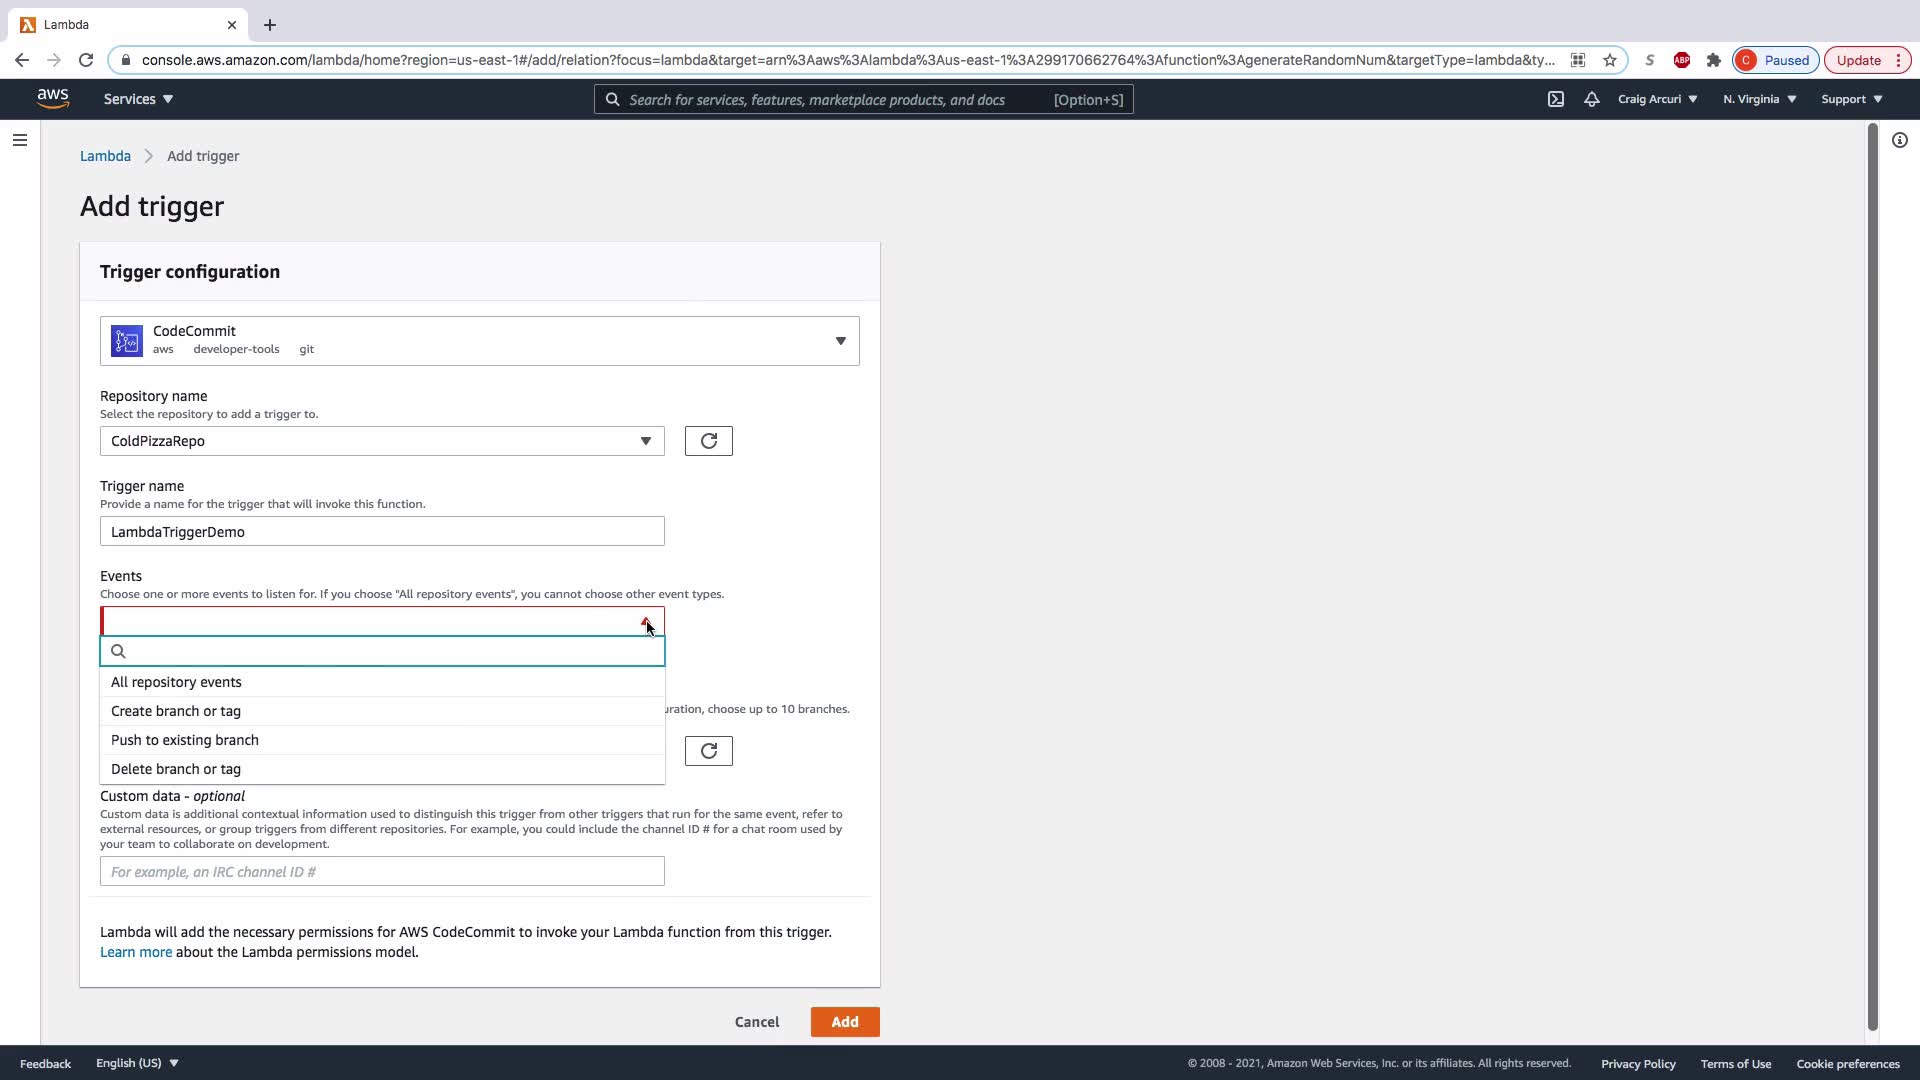 Lambda
console.aws.amazon.com/lambda/home?region=us-east-1#/add/relation?focus=lambda&target=arn%3Aaws%3Alambda%3Aus-east-1%3A299170662764%3Afunction%3AgenerateRandomNum&targetType=lambda&ty...
S
ABP
C Paused
Update
aws
Services
Search for services, features, marketplace products, and docs [Option+S]
Craig Arcuri
N. Virginia
Support
Lambda > Add trigger
Add trigger
Trigger configuration
CodeCommit
aws developer-tools git
Repository name
Select the repository to add a trigger to.
ColdPizzaRepo
Trigger name
Provide a name for the trigger that will invoke this function.
LambdaTriggerDemo
Events
Choose one or more events to listen for. If you choose "All repository events", you cannot choose other event types.
All repository events
Create branch or tag
uration, choose up to 10 branches.
Push to existing branch
Delete branch or tag
Custom data - optional
Custom data is additional contextual information used to distinguish this trigger from other triggers that run for the same event, refer to
external resources, or group triggers from different repositories. For example, you could include the channel ID # for a chat room used by
your team to collaborate on development.
For example, an IRC channel ID #
Lambda will add the necessary permissions for AWS CodeCommit to invoke your Lambda function from this trigger.
Learn more about the Lambda permissions model.
Cancel
Add
Feedback
English (US)
© 2008 - 2021, Amazon Web Services, Inc. or its affiliates. All rights reserved.
Privacy Policy
Terms of Use
Cookie preferences